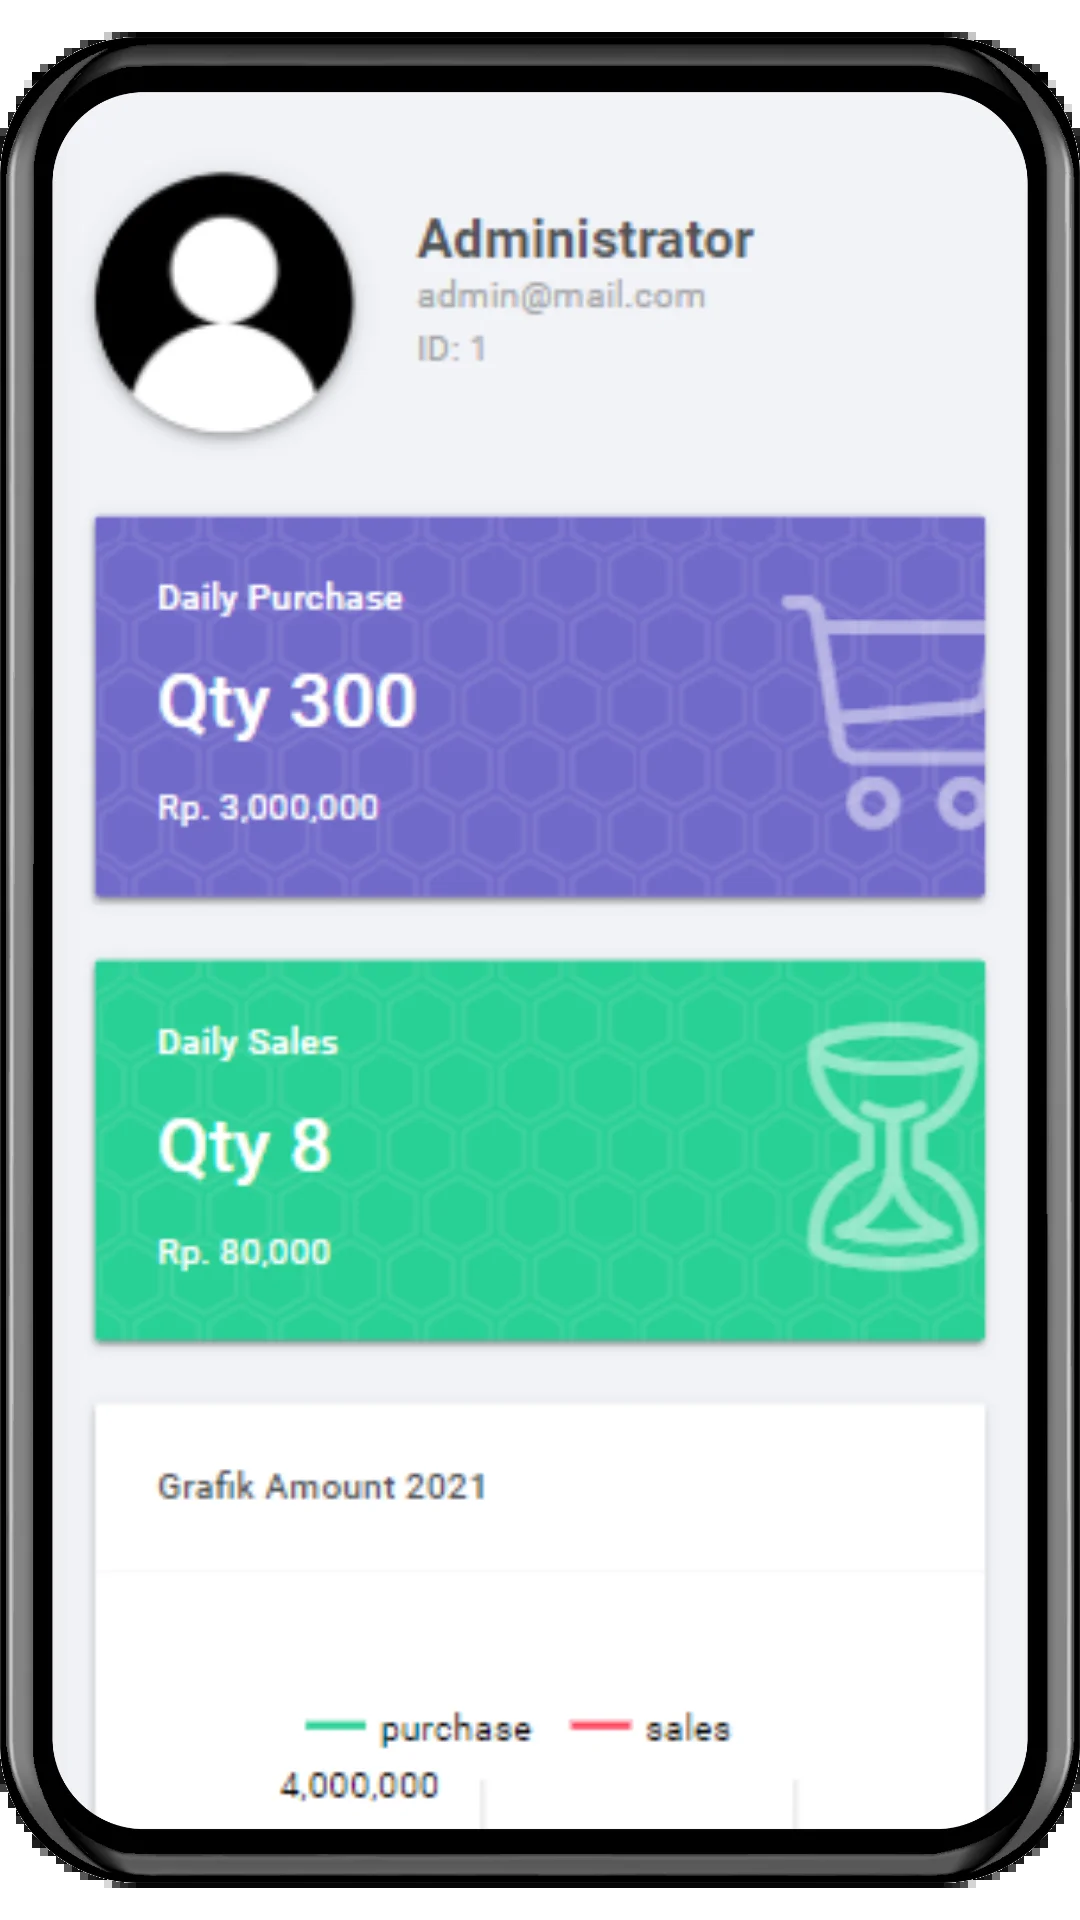 Administrator
admin@mail.com
ID: 1
Daily Purchase
Qty 300
Rp. 3,000,000
Daily Sales
Qty 8
Rp. 80,000
Grafik Amount 2021
purchase sales
4,000,000